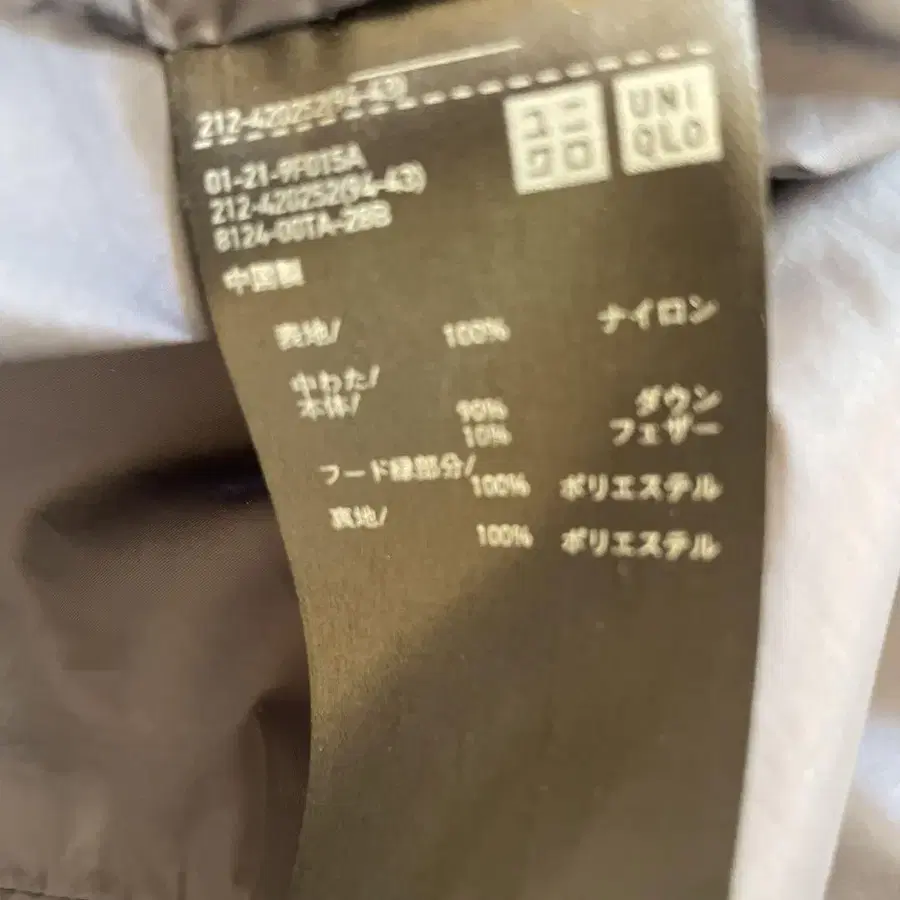 212-420252(94-43)
ユニ
クロ
UNI
QLO
01-21-9F015A
212-420252(94-43)
8124-00TA-2BB
中国製
表地/ 100% ナイロン
中わた/
本体/ 90% ダウン
10% フェザー
フード縁部分/
100% ポリエステル
裏地/
100% ポリエステル